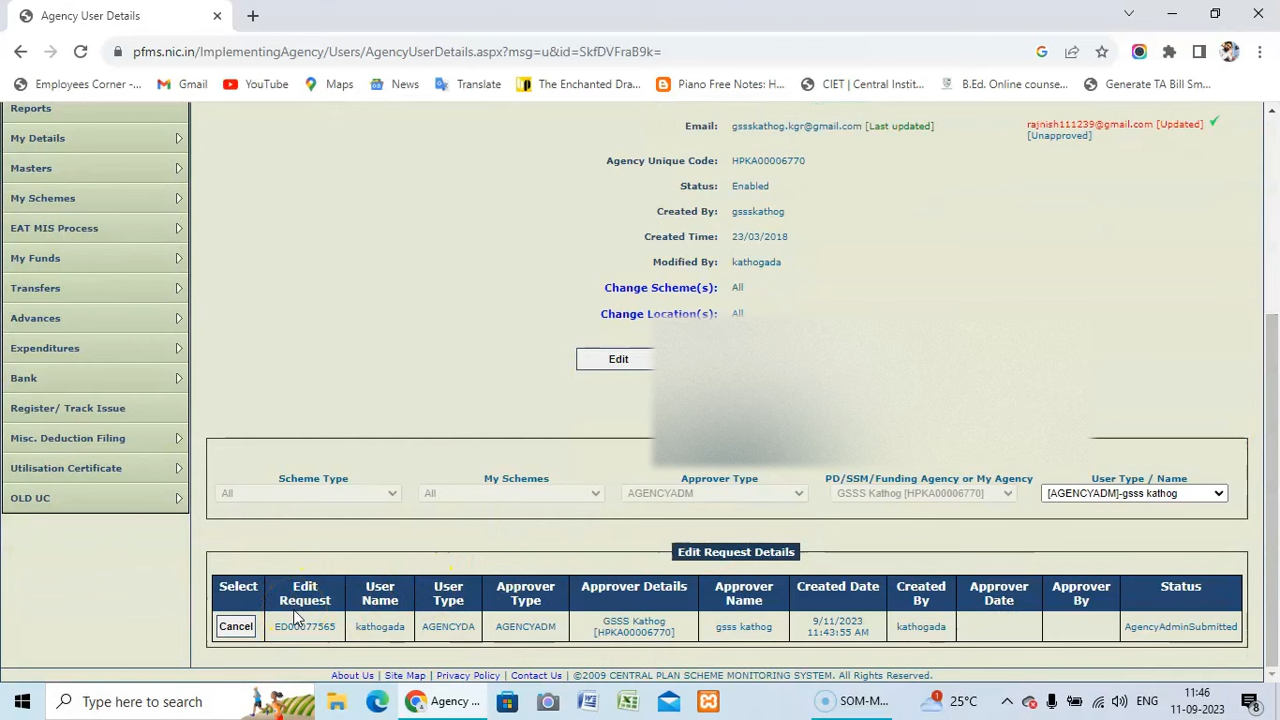 Agency User Details
pfms.nic.in/ImplementingAgency/Users/AgencyUserDetails.aspx?msg=u&id=SkfDVFraB9k=
Employees Corner -... Gmail YouTube Maps News Translate The Enchanted Dra... Piano Free Notes: H... CIET | Central Instit... B.Ed. Online counse... Generate TA Bill Sm...
Reports
My Details
Masters
My Schemes
EAT MIS Process
My Funds
Transfers
Advances
Expenditures
Bank
Register/ Track Issue
Misc. Deduction Filing
Utilisation Certificate
OLD UC
Email: gssskathog.kgr@gmail.com [Last updated] rajnish111239@gmail.com [Updated]
[Unapproved]
Agency Unique Code: HPKA00006770
Status: Enabled
Created By: gssskathog
Created Time: 23/03/2018
Modified By: kathogada
Change Scheme(s): All
Change Location(s): All
Edit
Scheme Type My Schemes Approver Type PD/SSM/Funding Agency or My Agency User Type / Name
All All AGENCYADM GSSS Kathog [HPKA00006770] [AGENCYADM]-gsss kathog
Edit Request Details
Select Edit Request User Name User Type Approver Type Approver Details Approver Name Created Date Created By Approver Date Approver By Status
Cancel ED00077565 kathogada AGENCYDA AGENCYADM GSSS Kathog [HPKA00006770] gsss kathog 9/11/2023 11:43:55 AM kathogada AgencyAdminSubmitted
About Us | Site Map | Privacy Policy | Contact Us | ©2009 CENTRAL PLAN SCHEME MONITORING SYSTEM. All Rights Reserved.
Type here to search Agency ... SOM-M... 25°C ENG
11-09-2023 8